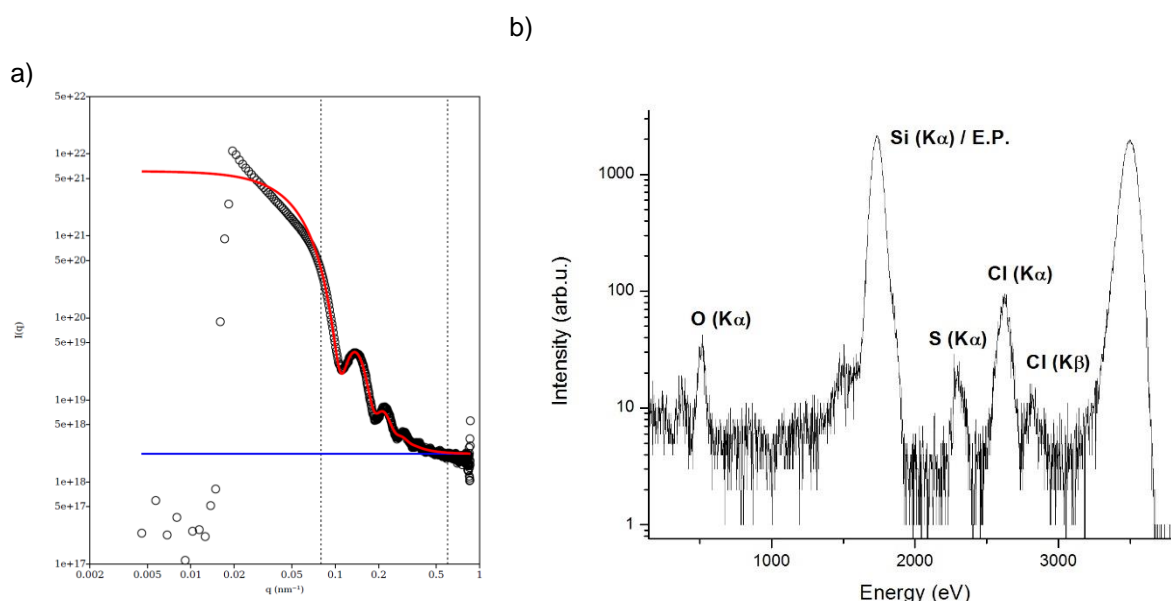 b)
a)
5e+22
1e+22
5e+21
1e+21
5e+20
1e+20
5e+19
1e+19
5e+18
1e+18
5e+17
1e+17
I(q)
0.002 0.005 0.01 0.02 0.05 0.1 0.2 0.5 1
q (nm⁻¹)
Si (Kα) / E.P.
Cl (Kα)
O (Kα)
S (Kα)
Cl (Kβ)
1000
100
10
1
Intensity (arb.u.)
1000 2000 3000
Energy (eV)